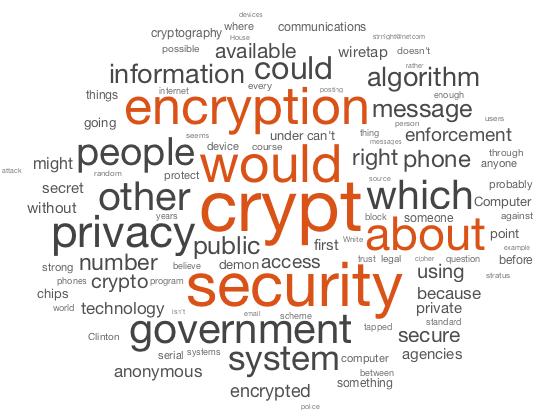 devices
cryptography where communications
House strnight@netcom
possible available wiretap doesn't
information could rather algorithm
things internet every posting enough
encryption message
going person users
seems under can't thing enforcement
people device course messages
would right phone through
might protect anyone
attack random source
secret other crypt which probably
without Computer
years block someone against
privacy about point
public first Wnite example
strong number believe demon access trust legal cipher question before
phones crypto program security using status
chips because
world technology isn't email private
government scheme tapped standard
Clinton secure
serial systems system computer agencies
anonymous between
something
encrypted
police